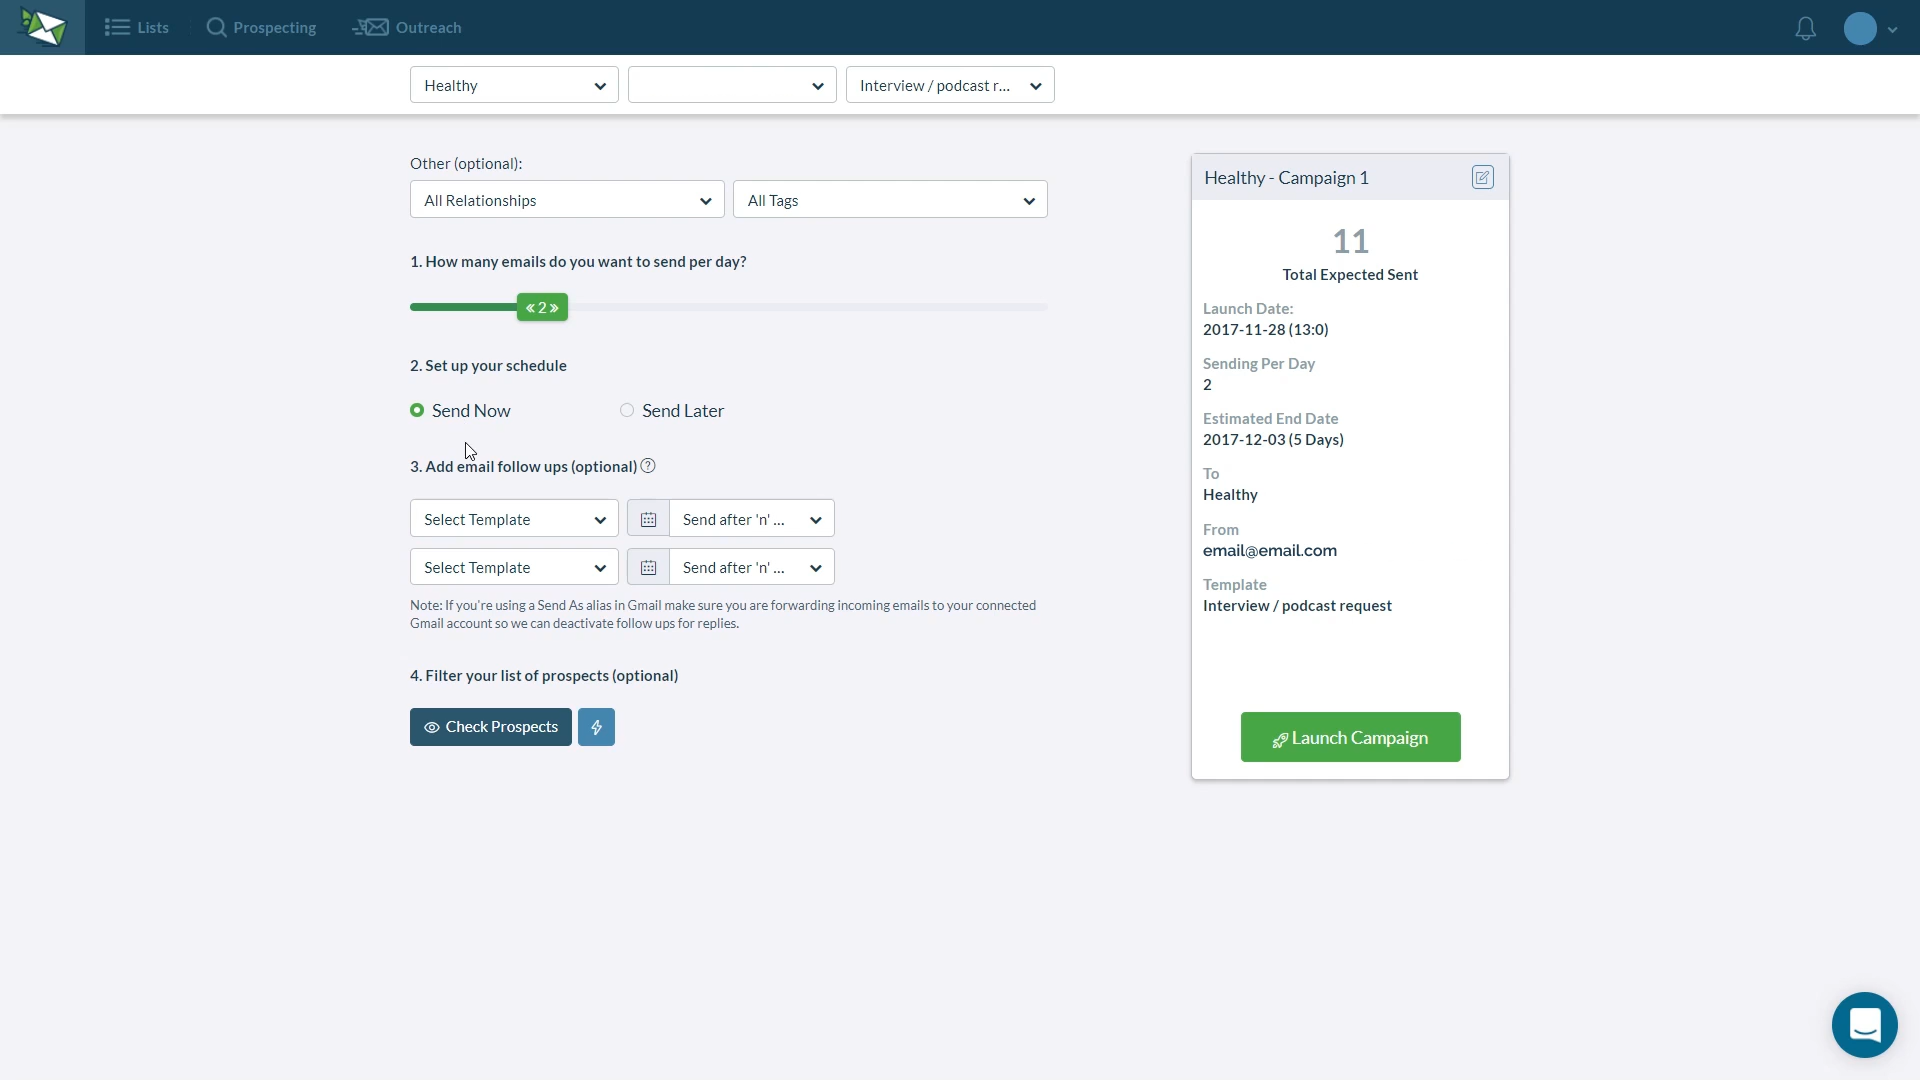 Lists
Prospecting
Outreach
Healthy
Interview / podcast r...
Other (optional):
All Relationships
All Tags
1. How many emails do you want to send per day?
« 2 »
2. Set up your schedule
Send Now
Send Later
3. Add email follow ups (optional) ?
Select Template
Send after 'n' ...
Select Template
Send after 'n' ...
Note: If you're using a Send As alias in Gmail make sure you are forwarding incoming emails to your connected
Gmail account so we can deactivate follow ups for replies.
4. Filter your list of prospects (optional)
Check Prospects
Healthy - Campaign 1
11
Total Expected Sent
Launch Date:
2017-11-28 (13:0)
Sending Per Day
2
Estimated End Date
2017-12-03 (5 Days)
To
Healthy
From
email@email.com
Template
Interview / podcast request
Launch Campaign